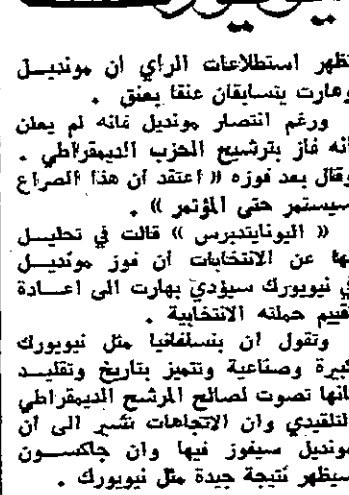 تظهر استطلاعات الراي ان مونديل
وهارت يتسابقان عنقا بعنق .
ورغم انتصار مونديل فانه لم يعلن
انه فاز بترشيح الحزب الديمقراطي .
وقال بعد فوزه « اعتقد ان هذا الصراع
سيستمر حتى المؤتمر » .
« اليونايتدبرس » قالت في تحليل
لها عن الانتخابات أن فوز مونديل
في نيويورك سيؤدي بهارت الى اعادة
تقييم حملته الانتخابية .
وتقول ان بنسلفانيا مثل نيويورك
كبيرة وصناعية وتتميز بتاريخ وتقليد
بانها تصوت لصالح المرشح الديمقراطي
التقليدي وان الاتجاهات تشير الى أن
مونديل سيفوز فيها وان جاكسون
سيظهر نتيجة جيدة مثل نيويورك .